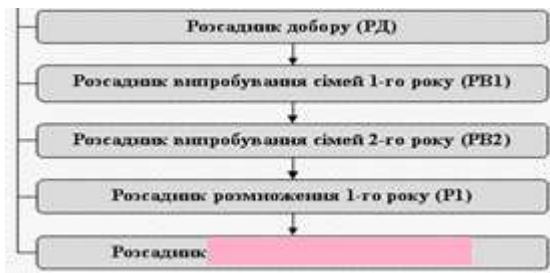 Розсадник добору (РД)
Розсадник випробування сімей 1-го року (РВ1)
Розсадник випробування сімей 2-го року (РВ2)
Розсадник розмноження 1-го року (Р1)
Розсадник